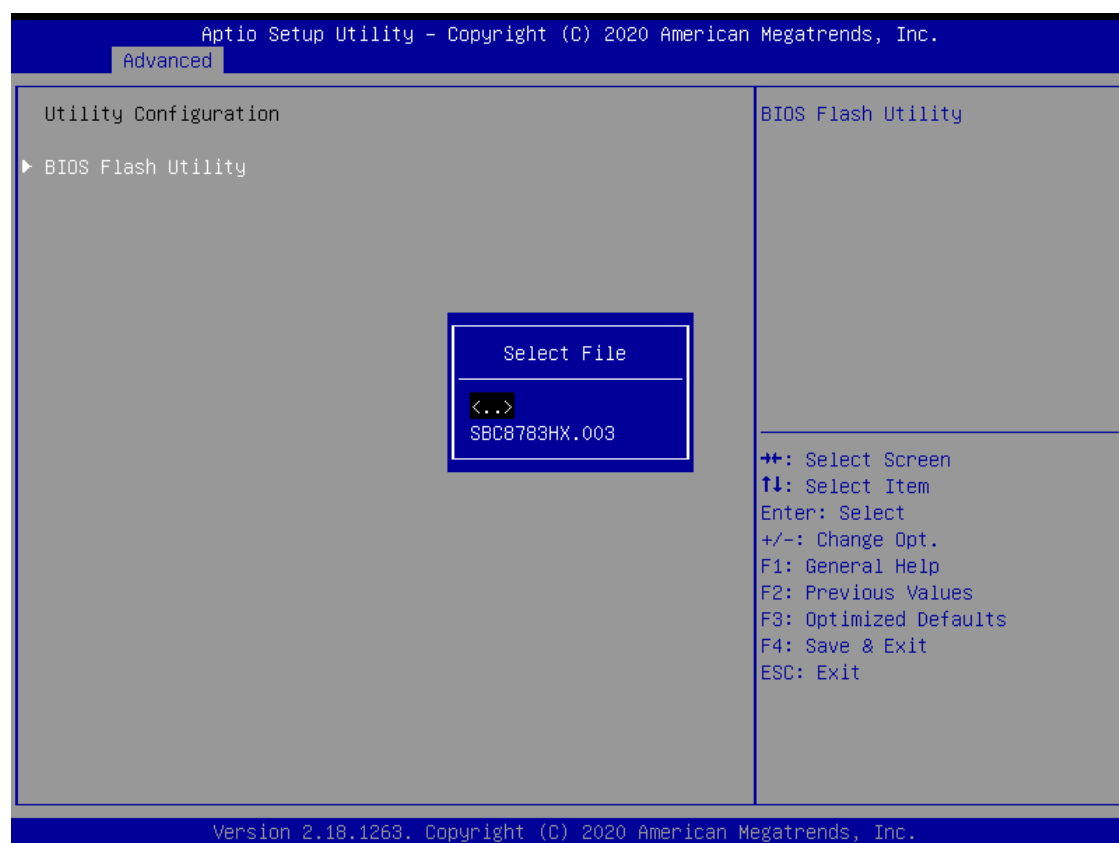 Aptio Setup Utility – Copyright (C) 2020 American Megatrends, Inc.
Advanced
Utility Configuration
BIOS Flash Utility
BIOS Flash Utility
Select File
<..>
SBC8783HX.003
→←: Select Screen
↑↓: Select Item
Enter: Select
+/-: Change Opt.
F1: General Help
F2: Previous Values
F3: Optimized Defaults
F4: Save & Exit
ESC: Exit
Version 2.18.1263. Copyright (C) 2020 American Megatrends, Inc.